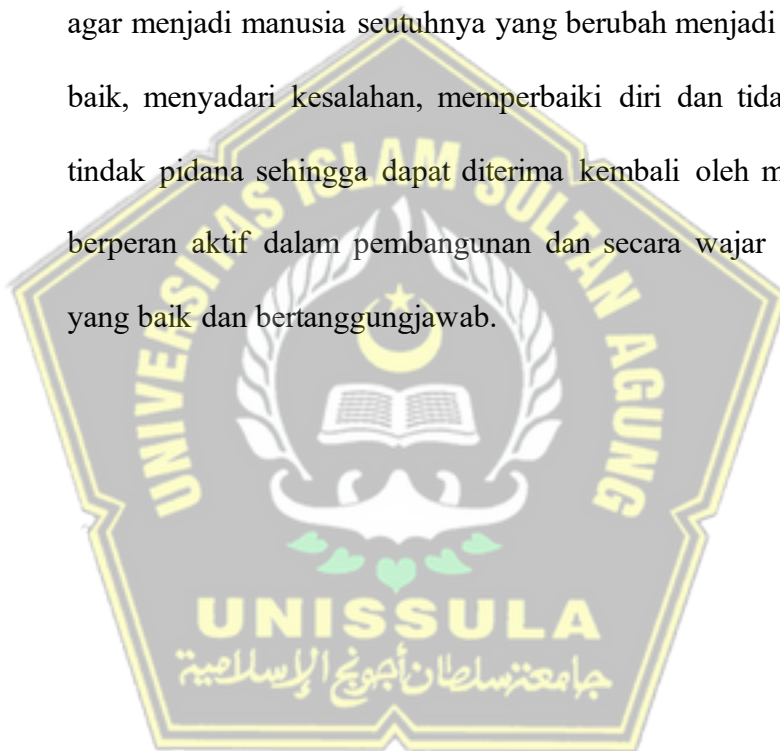 agar menjadi manusia seutuhnya yang berubah menjadi
baik, menyadari kesalahan, memperbaiki diri dan tida
tindak pidana sehingga dapat diterima kembali oleh m
berperan aktif dalam pembangunan dan secara wajar
yang baik dan bertanggungjawab.
UNIVERSITAS ISLAM SULTAN AGUNG
UNISSULA
جامعة سلطان أجونج الإسلامية